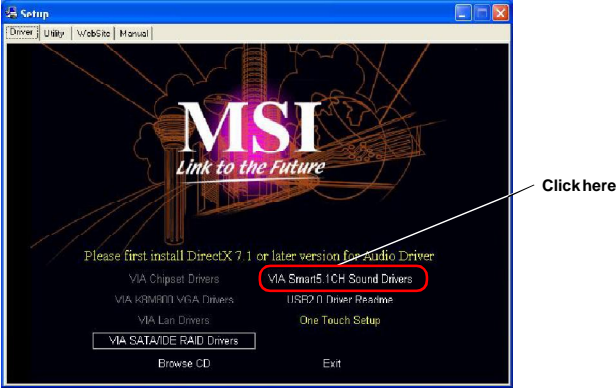 Setup
Driver Utility WebSite Manual
MSI
Link to the Future
Click here
Please first install DirectX 7.1 or later version for Audio Driver
VIA Chipset Drivers
VIA Smart5.1CH Sound Drivers
VIA K8M800 VGA Drivers
USB2.0 Driver Readme
VIA Lan Drivers
One Touch Setup
VIA SATA/IDE RAID Drivers
Browse CD
Exit